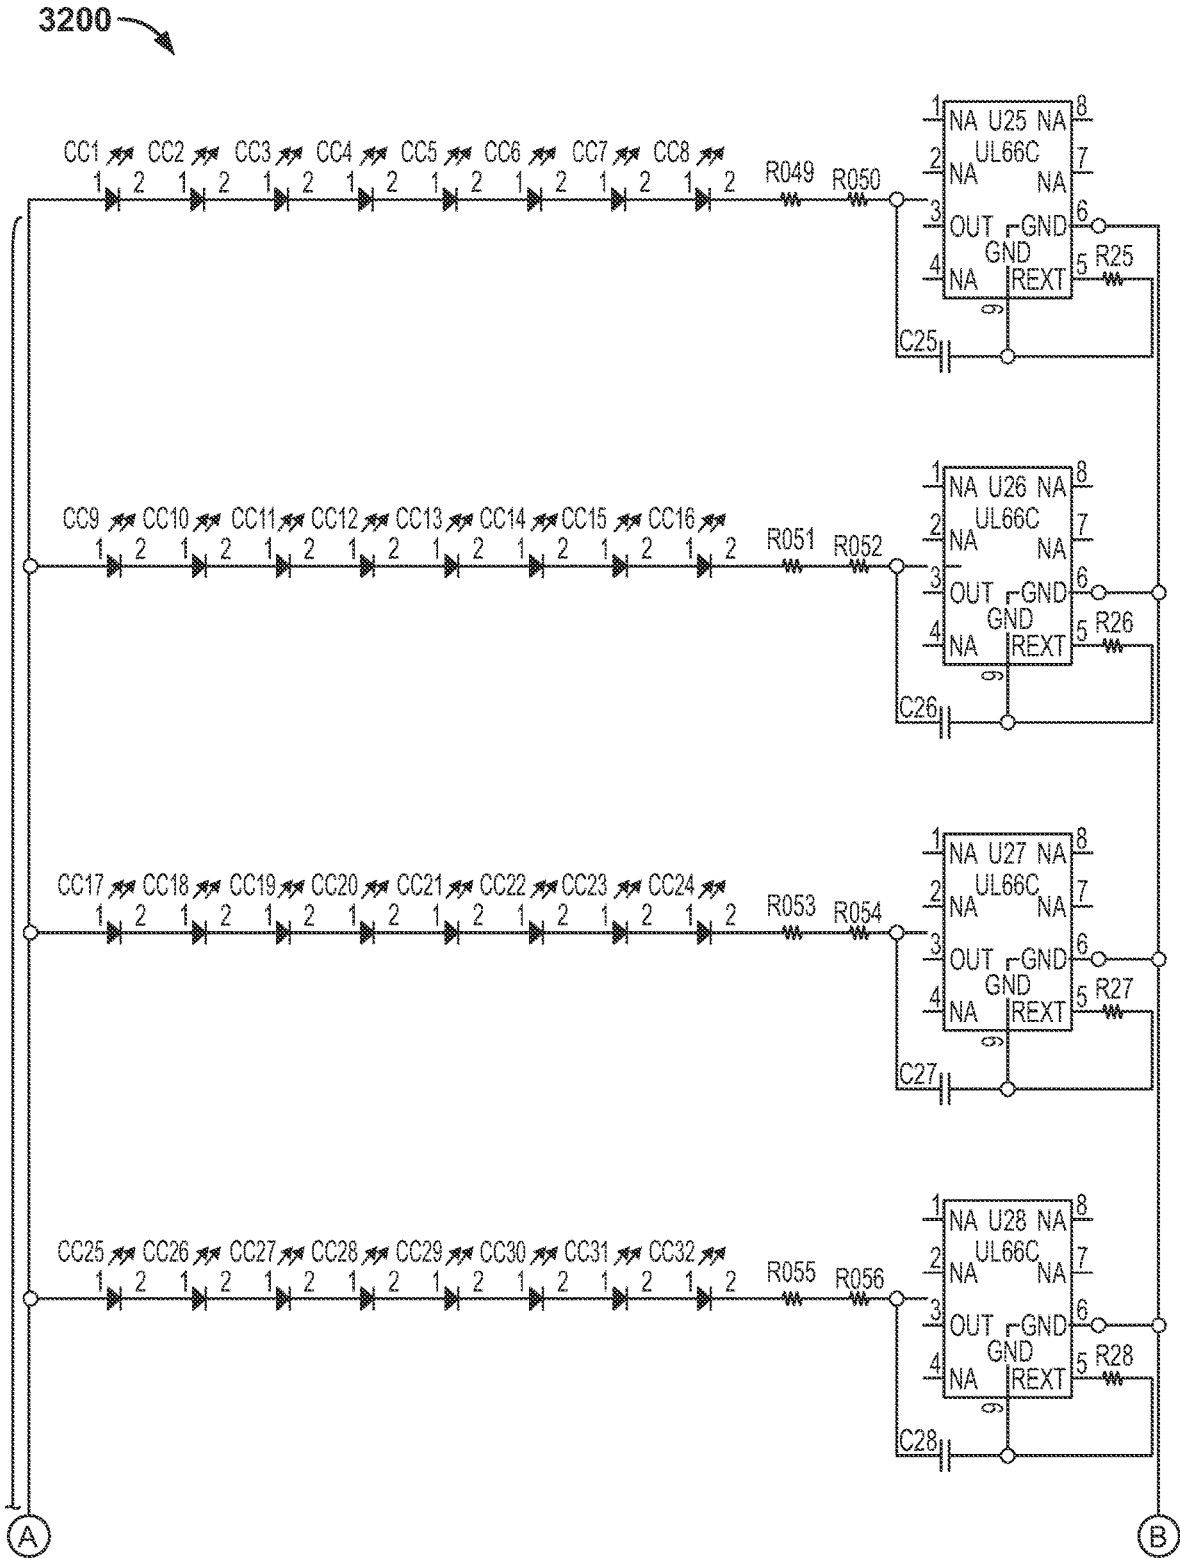 3200
CC1 CC2 CC3 CC4 CC5 CC6 CC7 CC8 R049 R050
1 2 1 2 1 2 1 2 1 2 1 2 1 2 1 2
1 NA U25 NA 8
UL66C
2 NA NA 7
3 OUT GND 6
GND
4 NA REXT 5 R25
9
C25
CC9 CC10 CC11 CC12 CC13 CC14 CC15 CC16 R051 R052
1 2 1 2 1 2 1 2 1 2 1 2 1 2 1 2
1 NA U26 NA 8
UL66C
2 NA NA 7
3 OUT GND 6
GND
4 NA REXT 5 R26
9
C26
CC17 CC18 CC19 CC20 CC21 CC22 CC23 CC24 R053 R054
1 2 1 2 1 2 1 2 1 2 1 2 1 2 1 2
1 NA U27 NA 8
UL66C
2 NA NA 7
3 OUT GND 6
GND
4 NA REXT 5 R27
9
C27
CC25 CC26 CC27 CC28 CC29 CC30 CC31 CC32 R055 R056
1 2 1 2 1 2 1 2 1 2 1 2 1 2 1 2
1 NA U28 NA 8
UL66C
2 NA NA 7
3 OUT GND 6
GND
4 NA REXT 5 R28
9
C28
A B